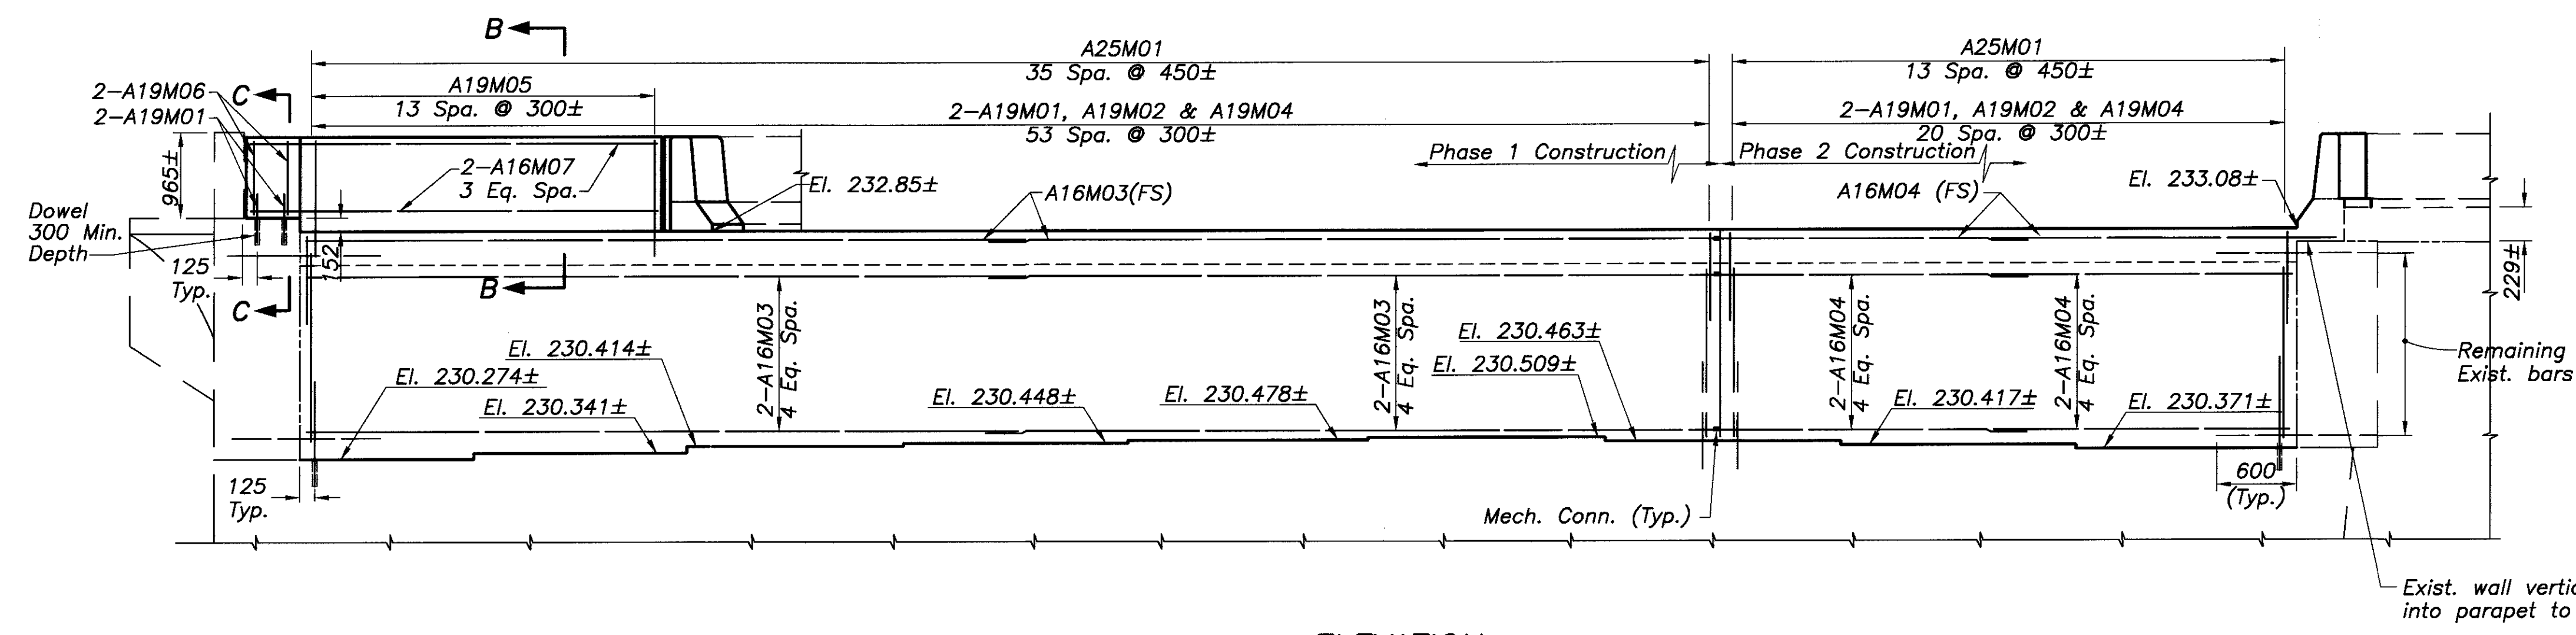 B
A25M01
35 Spa. @ 450±
A25M01
13 Spa. @ 450±
2-A19M06
2-A19M01
C
A19M05
13 Spa. @ 300±
2-A19M01, A19M02 & A19M04
53 Spa. @ 300±
2-A19M01, A19M02 & A19M04
20 Spa. @ 300±
965±
2-A16M07
3 Eq. Spa.
Phase 1 Construction
Phase 2 Construction
El. 232.85±
A16M03(FS)
A16M04 (FS)
El. 233.08±
Dowel
300 Min.
Depth
125
Typ.
152
C
B
229±
2-A16M03
4 Eq. Spa.
2-A16M03
4 Eq. Spa.
2-A16M04
4 Eq. Spa.
2-A16M04
4 Eq. Spa.
El. 230.414±
El. 230.274±
El. 230.341±
El. 230.448±
El. 230.478±
El. 230.463±
El. 230.509±
El. 230.417±
El. 230.371±
Remaining
Exist. bars
125
Typ.
600
(Typ.)
Mech. Conn. (Typ.)
Exist. wall vertic
into parapet to
ELEVATION